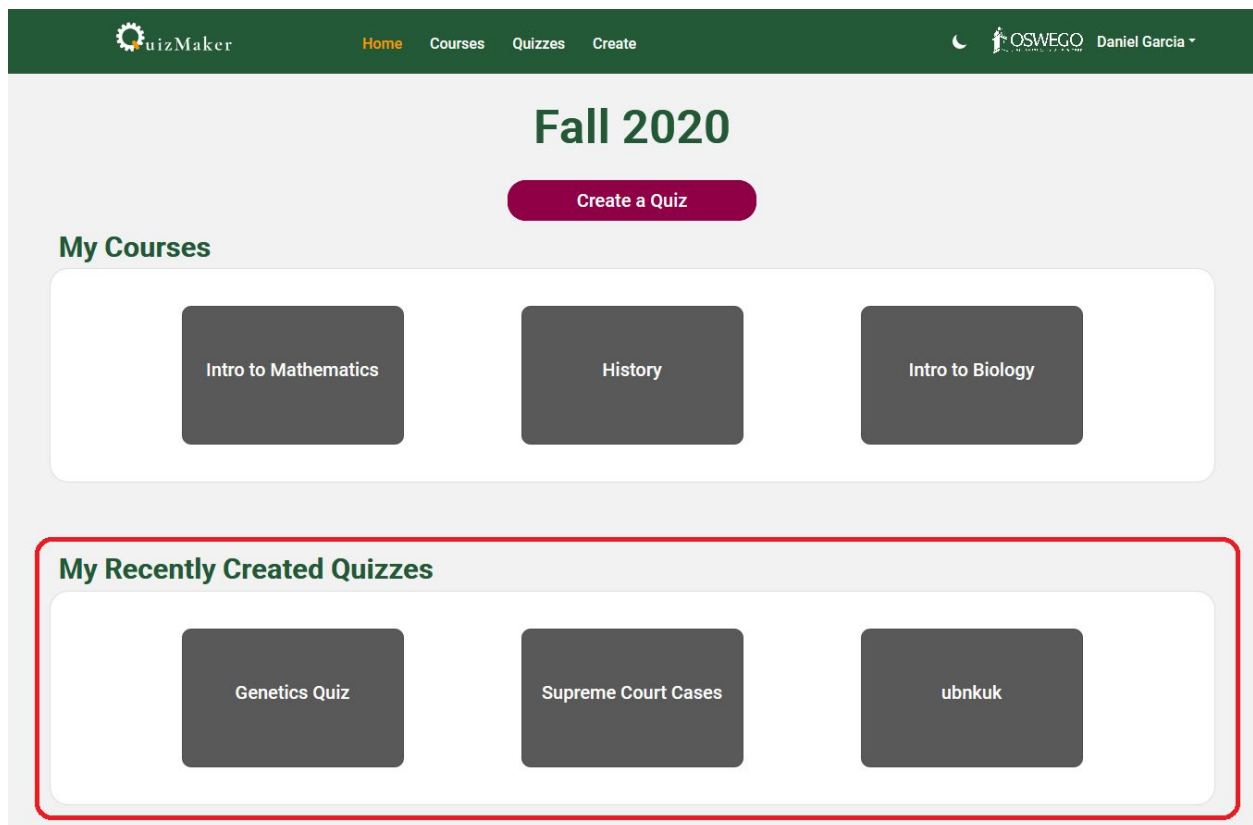 QuizMaker Home Courses Quizzes Create OSWEGO Daniel Garcia
Fall 2020
Create a Quiz
My Courses
Intro to Mathematics History Intro to Biology
My Recently Created Quizzes
Genetics Quiz Supreme Court Cases ubnkuk